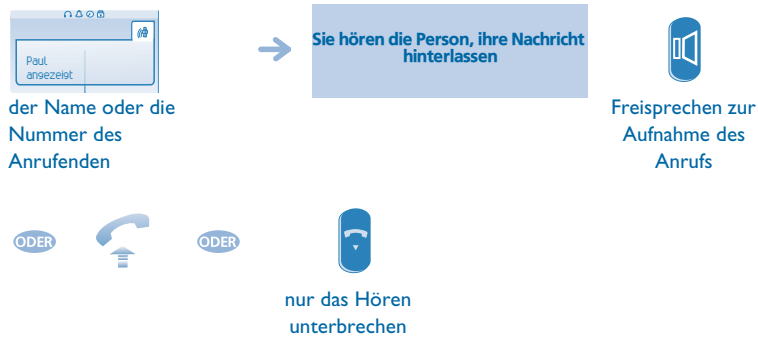 Paul
angezeigt
Sie hören die Person, ihre Nachricht
hinterlassen
der Name oder die
Nummer des
Anrufenden
Freisprechen zur
Aufnahme des
Anrufs
ODER
ODER
nur das Hören
unterbrechen